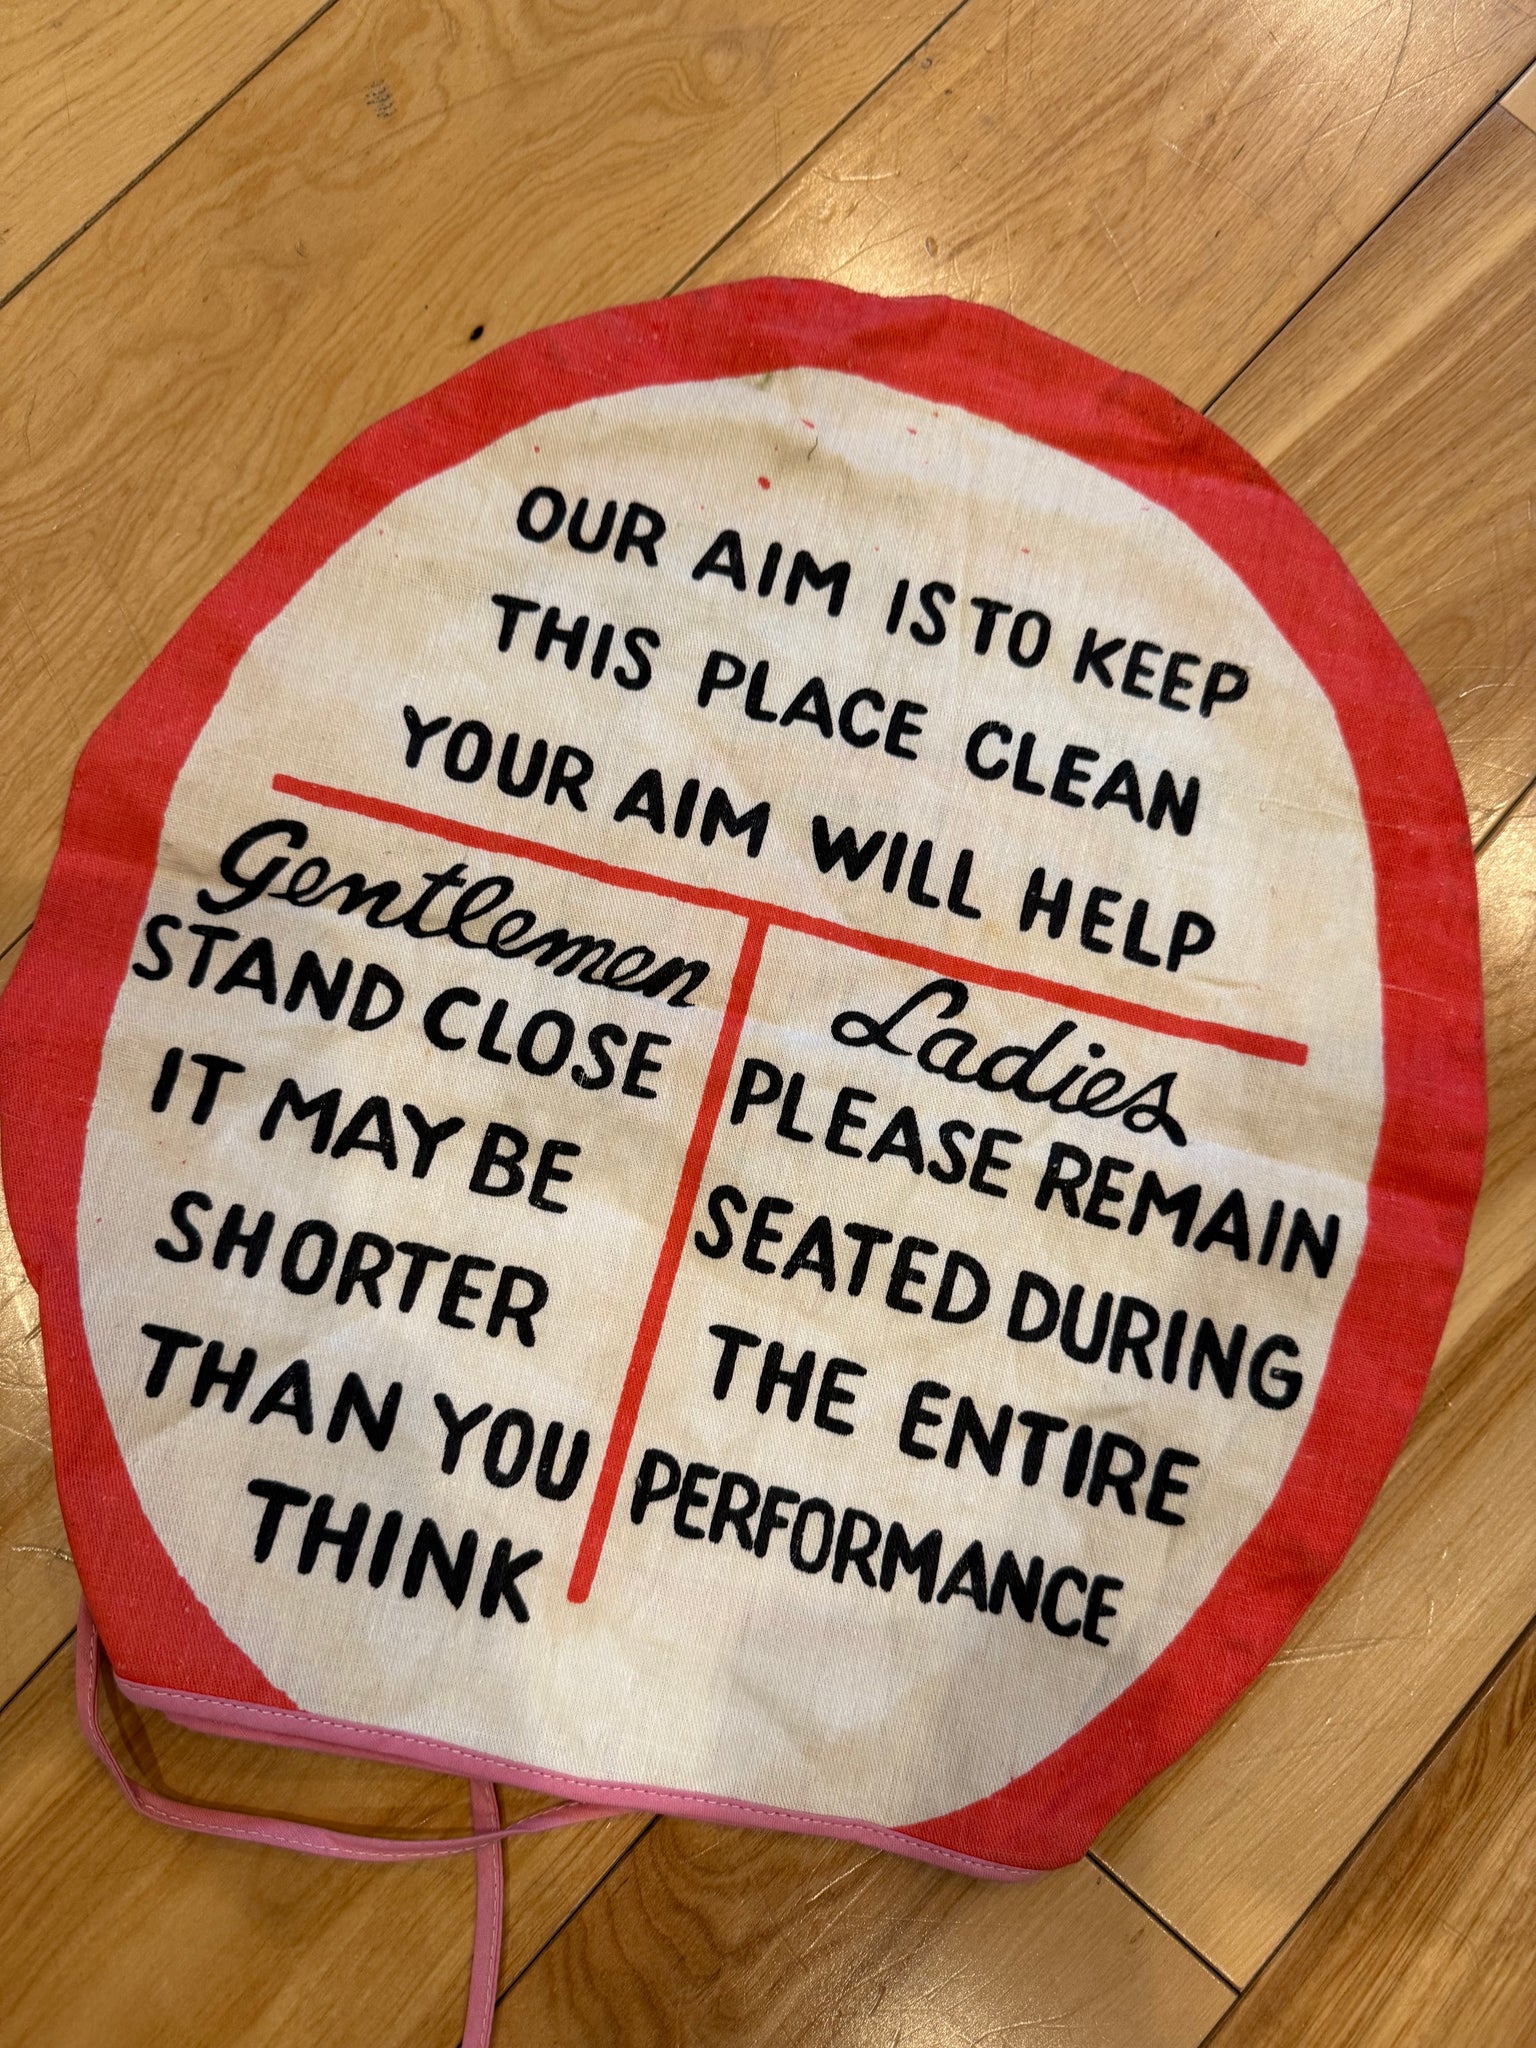 OUR AIM IS TO KEEP
THIS PLACE CLEAN
YOUR AIM WILL HELP
Gentlemen
STAND CLOSE
IT MAY BE
SHORTER
THAN YOU
THINK
Ladies
PLEASE REMAIN
SEATED DURING
THE ENTIRE
PERFORMANCE